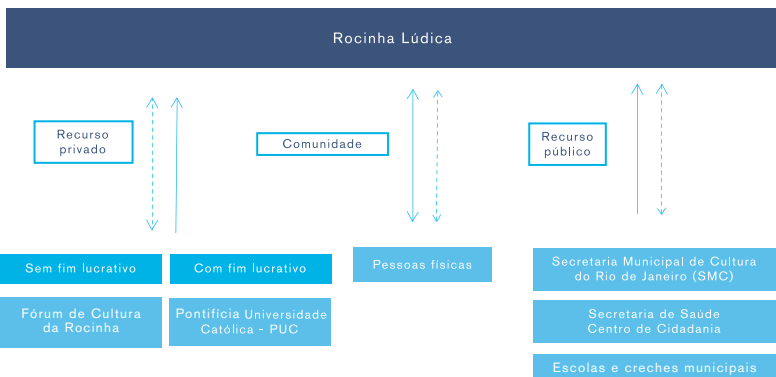 Rocinha Lúdica
Recurso
privado
Comunidade
Recurso
público
Sem fim lucrativo
Com fim lucrativo
Pessoas físicas
Secretaria Municipal de Cultura
do Rio de Janeiro (SMC)
Fórum de Cultura
da Rocinha
Pontifícia Universidade
Católica - PUC
Secretaria de Saúde
Centro de Cidadania
Escolas e creches municipais